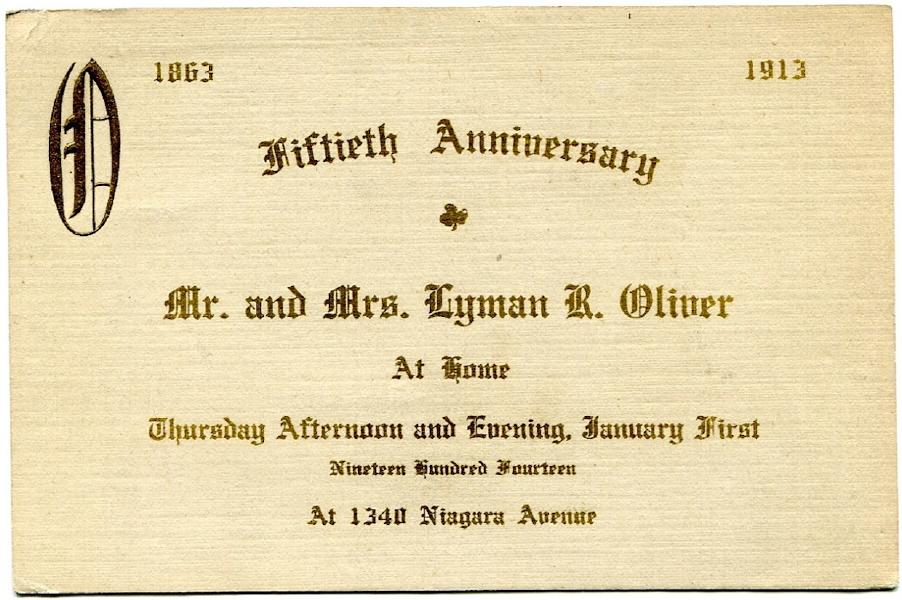 O
1863 1913
Fiftieth Anniversary
Mr. and Mrs. Lyman R. Oliver
At Home
Thursday Afternoon and Evening, January First
Nineteen Hundred Fourteen
At 1340 Niagara Avenue